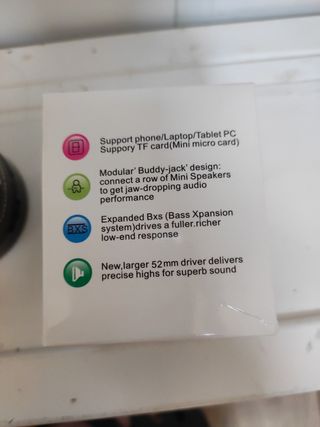 Support phone/Laptop/Tablet PC
Suppory TF card(Mini micro card)
Modular' Buddy-jack' design:
connect a row of Mini Speakers
to get jaw-dropping audio
performance
BXS
Expanded Bxs (Bass Xpansion
system)drives a fuller.richer
low-end response
New,larger 52mm driver delivers
precise highs for superb sound